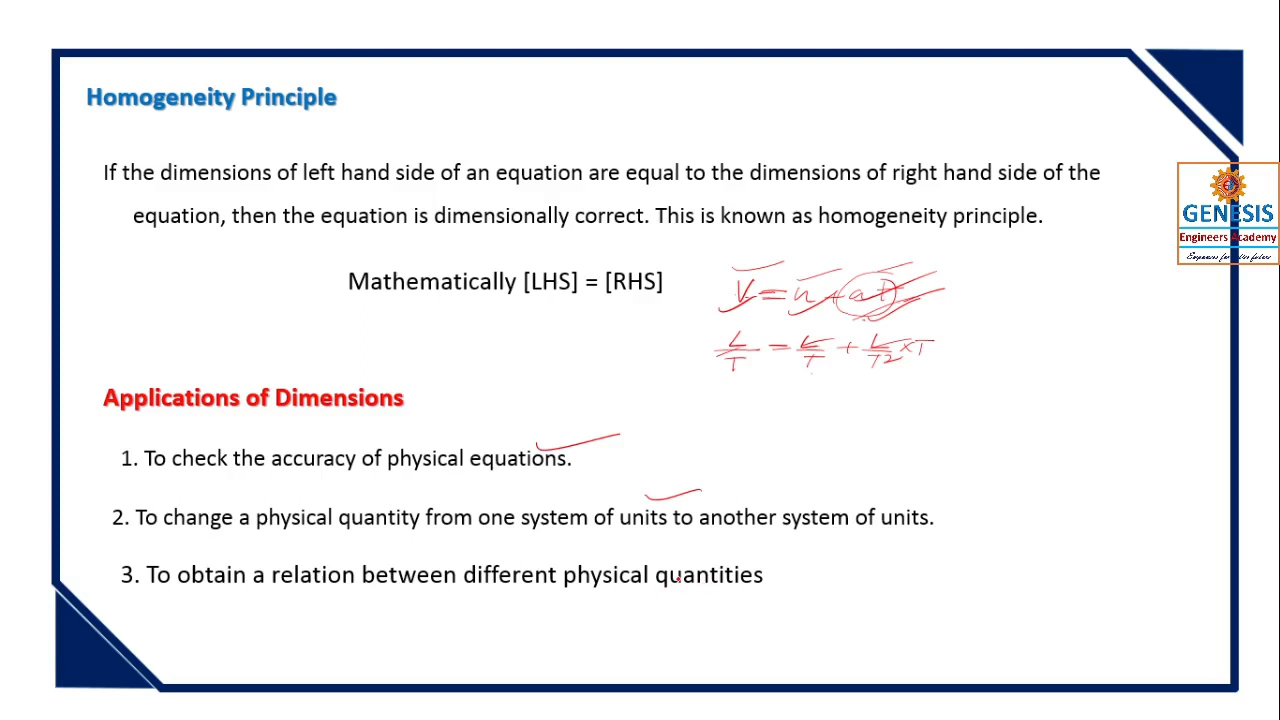 Homogeneity Principle
If the dimensions of left hand side of an equation are equal to the dimensions of right hand side of the
equation, then the equation is dimensionally correct. This is known as homogeneity principle.
GENESIS
Engineers Academy
Mathematically [LHS] = [RHS]
V = u + at
L/T = L/T + L/T2 × T
Applications of Dimensions
1. To check the accuracy of physical equations.
2. To change a physical quantity from one system of units to another system of units.
3. To obtain a relation between different physical quantities